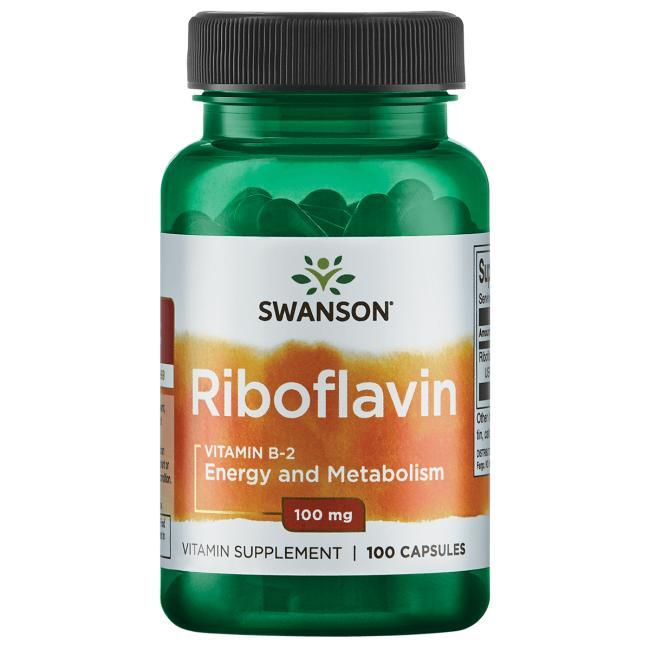 SWANSON®
Riboflavin
VITAMIN B-2
Energy and Metabolism
100 mg
VITAMIN SUPPLEMENT | 100 CAPSULES